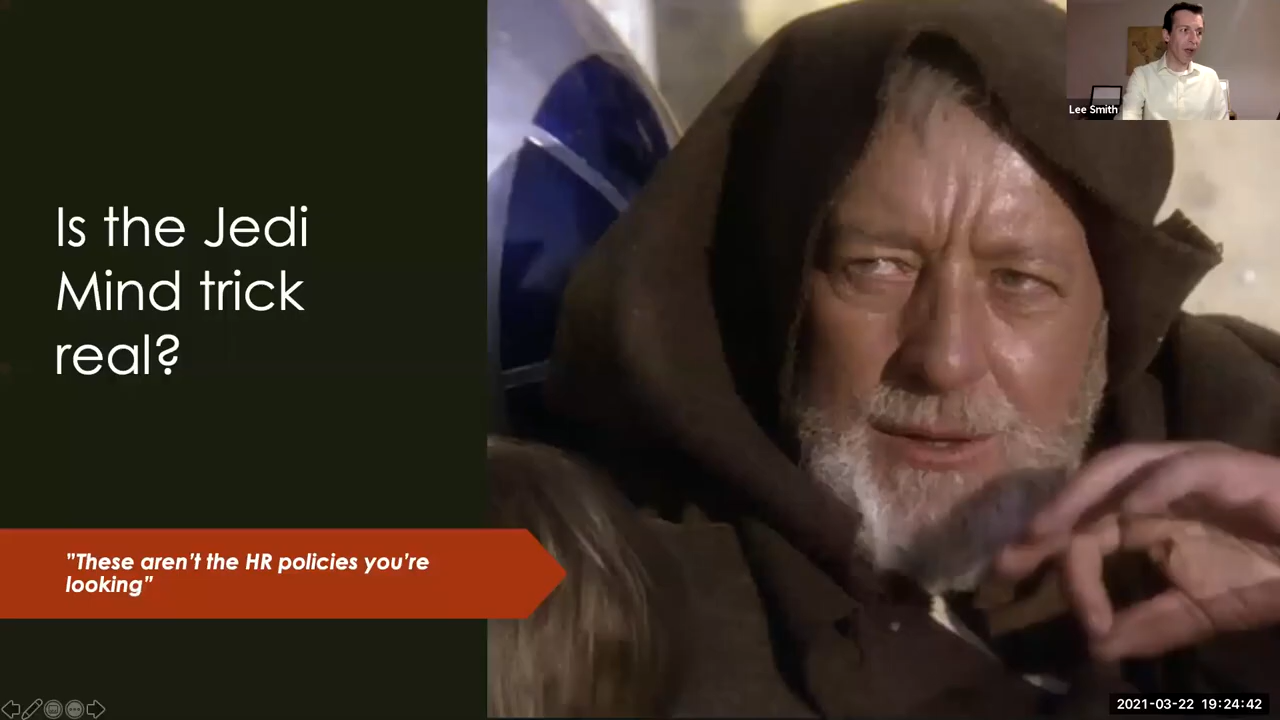 Lee Smith
Is the Jedi
Mind trick
real?
"These aren't the HR policies you're
looking"
2021-03-22 19:24:42